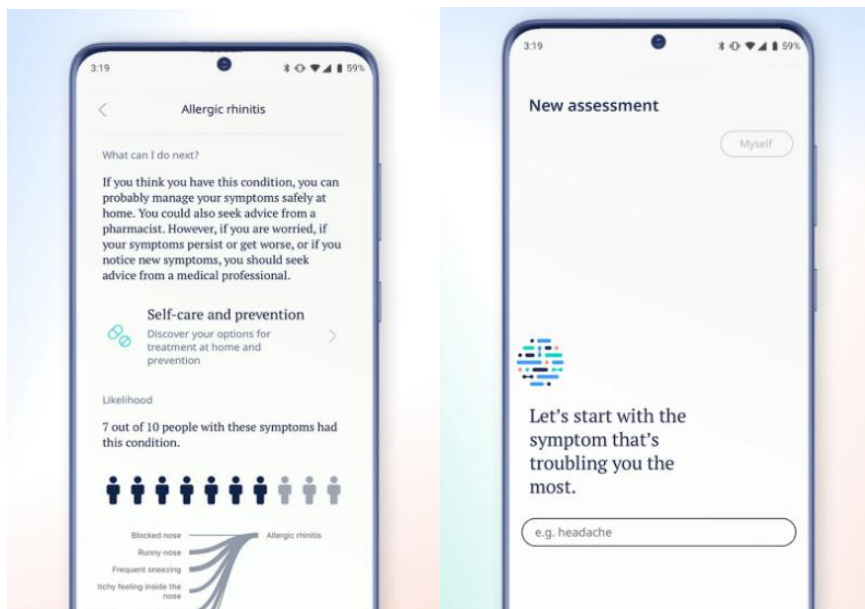 3:19
59%
Allergic rhinitis
What can I do next?
If you think you have this condition, you can
probably manage your symptoms safely at
home. You could also seek advice from a
pharmacist. However, if you are worried, if
your symptoms persist or get worse, or if you
notice new symptoms, you should seek
advice from a medical professional.
Self-care and prevention
Discover your options for
treatment at home and
prevention
Likelihood
7 out of 10 people with these symptoms had
this condition.
Blocked nose
Allergic rhinitis
Runny nose
Frequent sneezing
Itchy feeling inside the
nose
3:19
59%
New assessment
Myself
Let's start with the
symptom that's
troubling you the
most.
e.g. headache